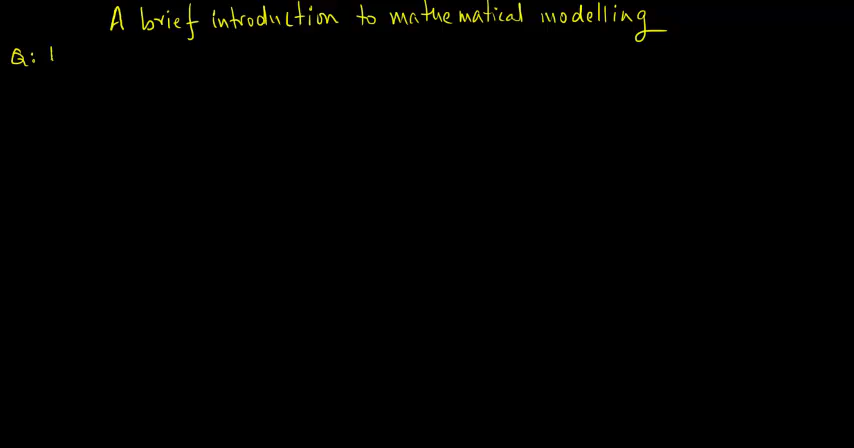 A brief introduction to mathematical modelling
Q: 1